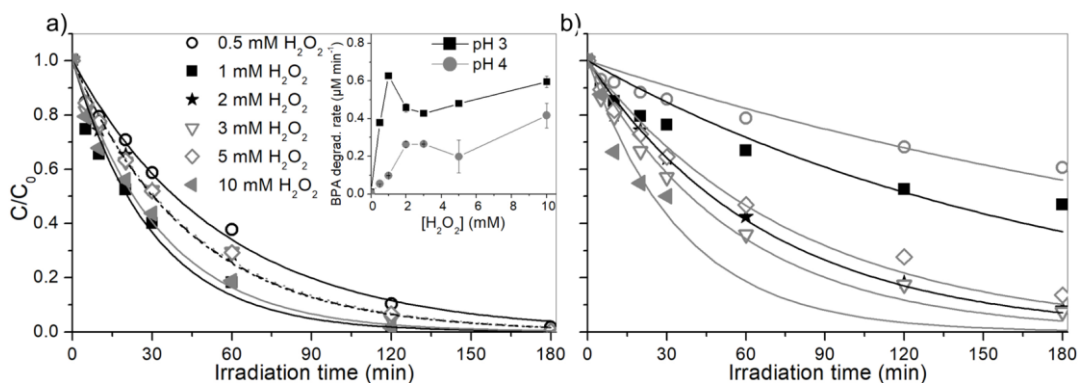 a)
b)
0.5 mM H₂O₂
1 mM H₂O₂
2 mM H₂O₂
3 mM H₂O₂
5 mM H₂O₂
10 mM H₂O₂
pH 3
pH 4
BPA degrad. rate (µM min⁻¹)
0.8
0.6
0.4
0.2
0.0
0 2 4 6 8 10
[H₂O₂] (mM)
C/C₀
1.0
0.8
0.6
0.4
0.2
0.0
0 30 60 90 120 150 180
0 30 60 90 120 150 180
Irradiation time (min)
Irradiation time (min)